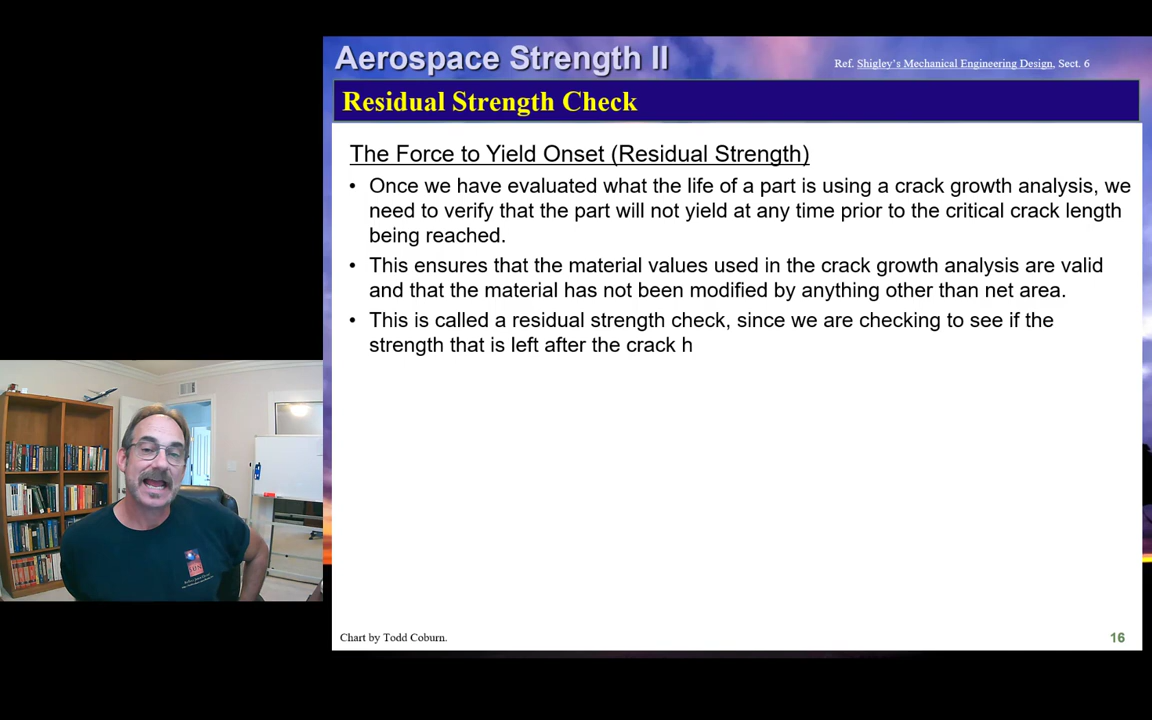 Aerospace Strength II
Ref. Shigley's Mechanical Engineering Design, Sect. 6
Residual Strength Check
The Force to Yield Onset (Residual Strength)
• Once we have evaluated what the life of a part is using a crack growth analysis, we
need to verify that the part will not yield at any time prior to the critical crack length
being reached.
• This ensures that the material values used in the crack growth analysis are valid
and that the material has not been modified by anything other than net area.
• This is called a residual strength check, since we are checking to see if the
strength that is left after the crack h
Chart by Todd Coburn.
16